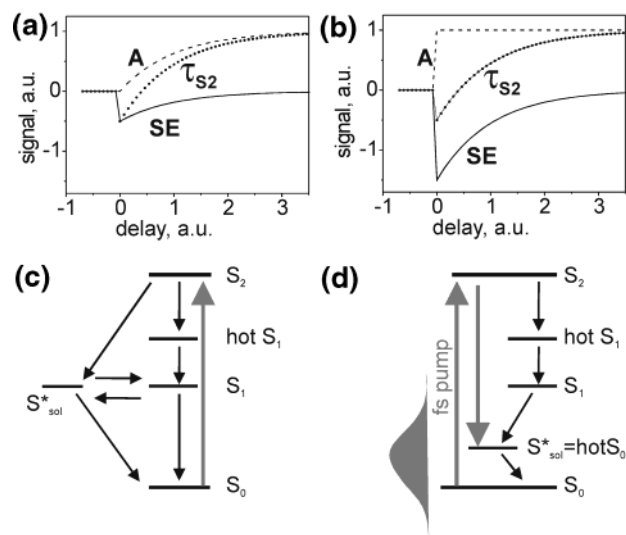 (a)
(b)
1
0
-1
signal, a.u.
A
τS2
SE
-1 0 1 2 3
delay, a.u.
1
0
-1
signal, a.u.
A
τS2
SE
-1 0 1 2 3
delay, a.u.
(c)
S2
hot S1
S1
S*sol
S0
(d)
S2
fs pump
hot S1
S1
S*sol=hotS0
S0